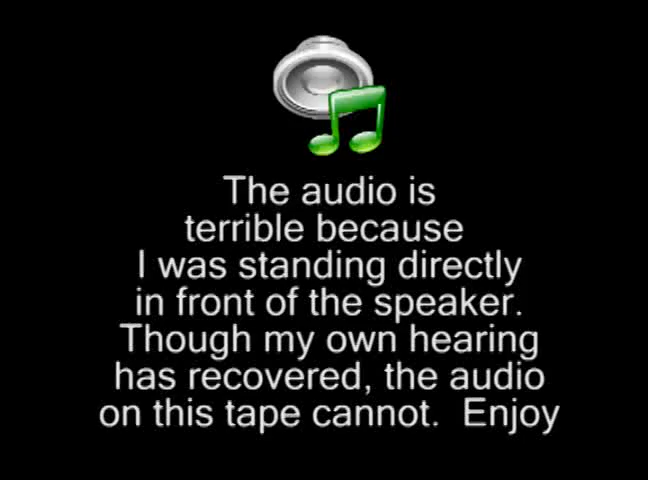 The audio is
terrible because
I was standing directly
in front of the speaker.
Though my own hearing
has recovered, the audio
on this tape cannot.  Enjoy